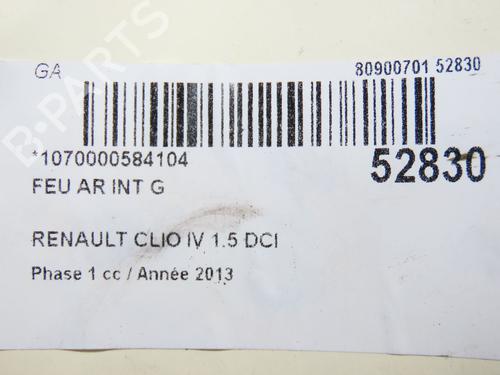 GA
80900701 52830
*1070000584104
52830
FEU AR INT G
RENAULT CLIO IV 1.5 DCI
Phase 1 cc / Année 2013
B-PARTS